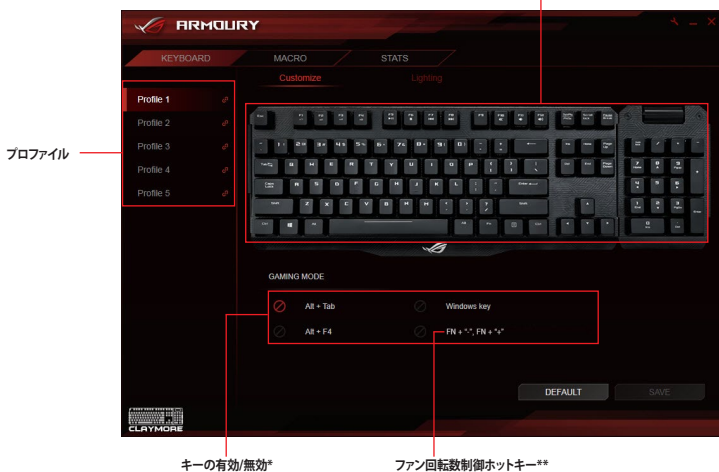 ARMOURY
KEYBOARD MACRO STATS
Customize Lighting
Profile 1
Profile 2
Profile 3
Profile 4
Profile 5
プロファイル
GAMING MODE
Alt + Tab Windows key
Alt + F4 FN + "-", FN + "+"
DEFAULT SAVE
CLAYMORE
キーの有効/無効*
ファン回転数制御ホットキー**